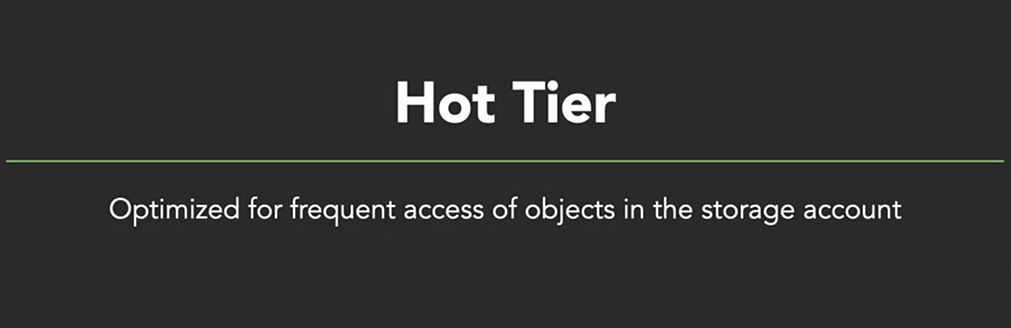 Hot Tier
Optimized for frequent access of objects in the storage account